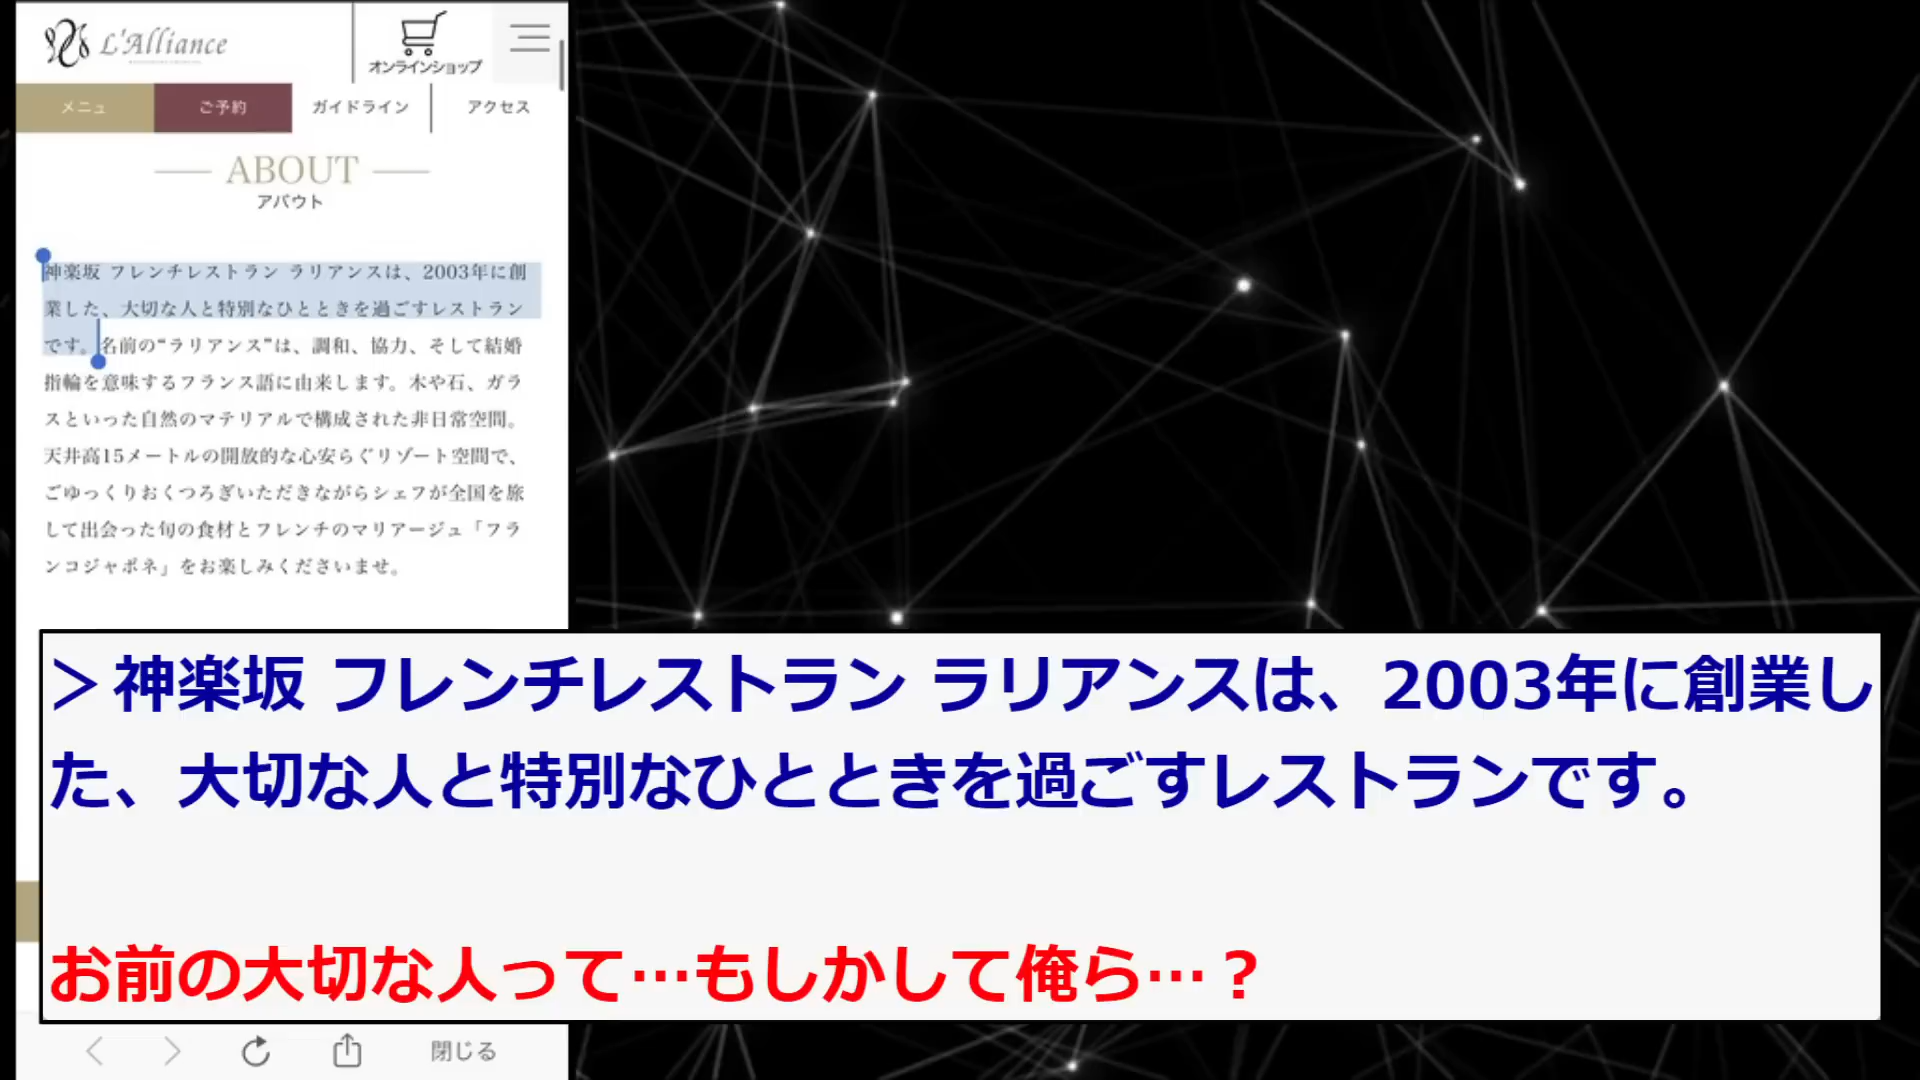 L'Alliance
オンラインショップ
メニュー
ご予約
ガイドライン
アクセス
ABOUT
アバウト
神楽坂 フレンチレストラン ラリアンスは、2003年に創
業した、大切な人と特別なひとときを過ごすレストラン
です。名前の“ラリアンス”は、調和、協力、そして結婚
指輪を意味するフランス語に由来します。木や石、ガラ
スといった自然のマテリアルで構成された非日常空間。
天井高15メートルの開放的な心安らぐリゾート空間で、
ごゆっくりおくつろぎいただきながらシェフが全国を旅
して出会った旬の食材とフレンチのマリアージュ「フラ
ンコジャポネ」をお楽しみくださいませ。
＞神楽坂 フレンチレストラン ラリアンスは、2003年に創業し
た、大切な人と特別なひとときを過ごすレストランです。
お前の大切な人って…もしかして俺ら…？
閉じる